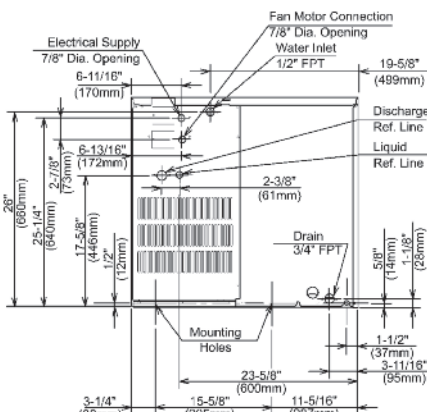 Fan Motor Connection
7/8" Dia. Opening
Electrical Supply
7/8" Dia. Opening
Water Inlet
1/2" FPT
6-11/16"
(170mm)
19-5/8"
(499mm)
Discharge
Ref. Line
6-13/16"
(172mm)
Liquid
Ref. Line
2-7/8"
(73mm)
2-3/8"
(61mm)
26"
(660mm)
25-1/4"
(640mm)
17-5/8"
(446mm)
1/2"
(12mm)
Drain
3/4" FPT
5/8"
(14mm)
1-1/8"
(28mm)
Mounting
Holes
1-1/2"
(37mm)
23-5/8"
(600mm)
3-11/16"
(95mm)
3-1/4"
15-5/8"
11-5/16"